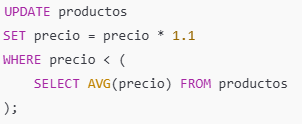 UPDATE productos
SET precio = precio * 1.1
WHERE precio < (
    SELECT AVG(precio) FROM productos
);